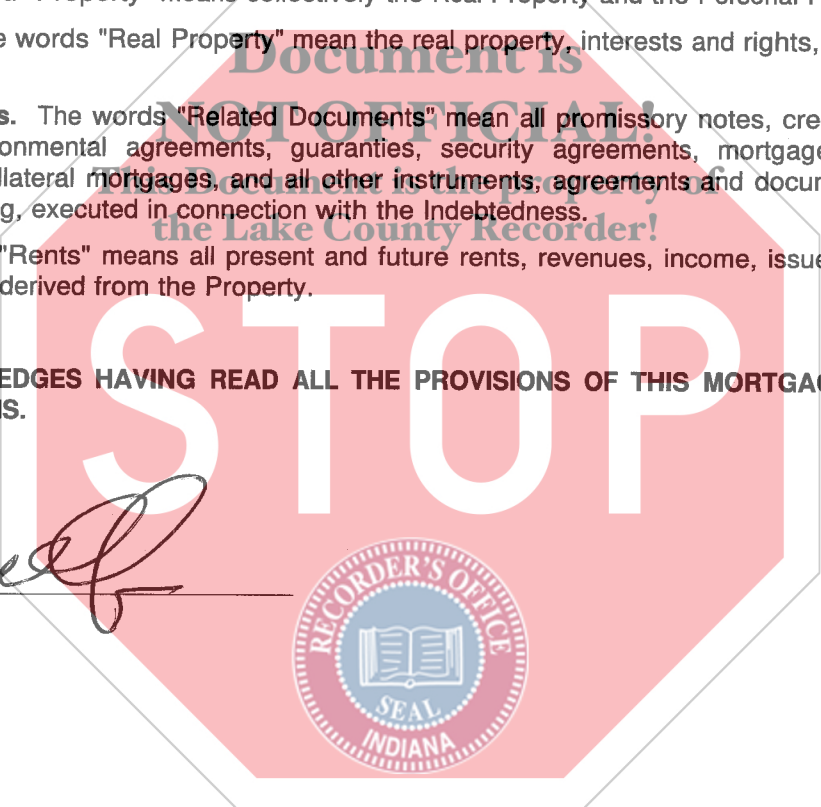 "Property" means collectively the Real Property and the Personal P
e words "Real Property" mean the real property, interests and rights,
Document is
NOT OFFICIAL!
s. The words "Related Documents" mean all promissory notes, cre
onmental agreements, guaranties, security agreements, mortgage
This Document is the property of
llateral mortgages, and all other instruments, agreements and docum
g, executed in connection with the Indebtedness.
the Lake County Recorder!
"Rents" means all present and future rents, revenues, income, issue
derived from the Property.
STOP
EDGES HAVING READ ALL THE PROVISIONS OF THIS MORTGAG
IS.
RECORDER'S OFFICE
SEAL
INDIANA